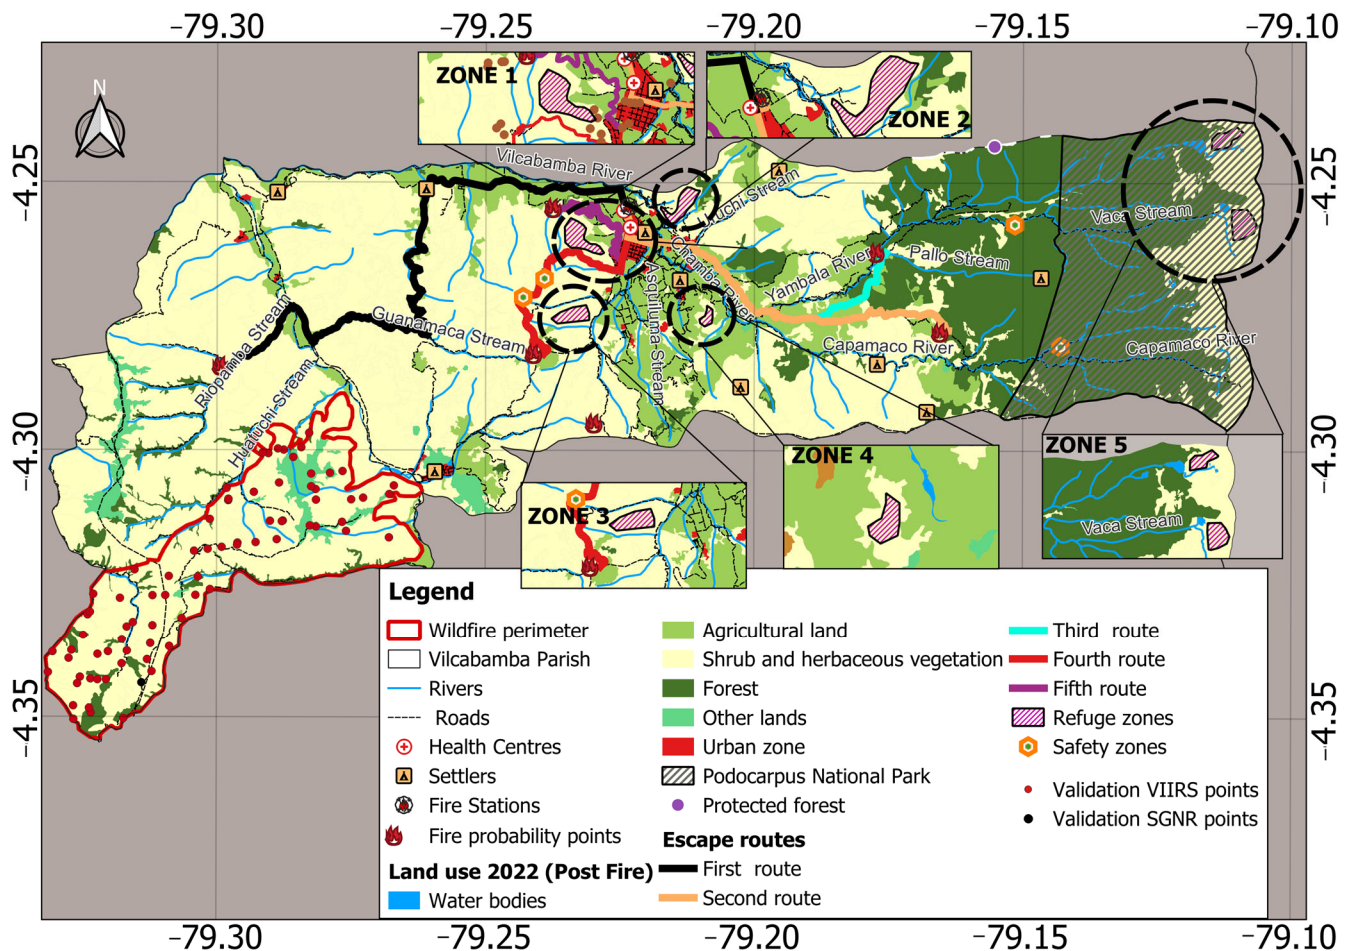 −79.30 −79.25 −79.20 −79.15 −79.10
ZONE 1
ZONE 2
N
−4.25
−4.25
Vilcabamba River
Vaca Stream
Chamba River
Yambala River
Pallo Stream
Asquiluma Stream
Guanamaca Stream
Capamaco River
Capamaco River
Riopamba Stream
Huatuchi Stream
−4.30
−4.30
ZONE 3
ZONE 4
ZONE 5
Vaca Stream
−4.35
−4.35
Legend
Wildfire perimeter
Vilcabamba Parish
Rivers
Roads
Health Centres
Settlers
Fire Stations
Fire probability points
Land use 2022 (Post Fire)
Water bodies
Agricultural land
Shrub and herbaceous vegetation
Forest
Other lands
Urban zone
Podocarpus National Park
Protected forest
Escape routes
First route
Second route
Third route
Fourth route
Fifth route
Refuge zones
Safety zones
Validation VIIRS points
Validation SGNR points
−79.30 −79.25 −79.20 −79.15 −79.10